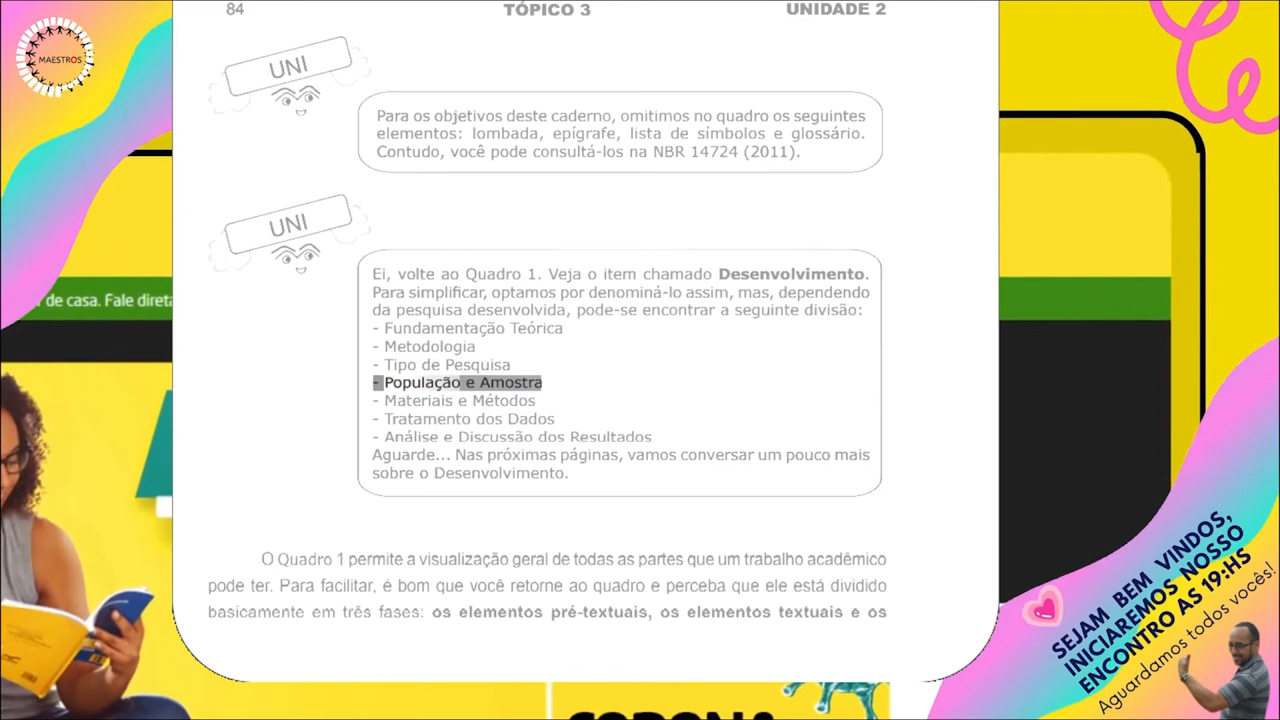 84 TÓPICO 3 UNIDADE 2
MAESTROS
UNI
Para os objetivos deste caderno, omitimos no quadro os seguintes
elementos: lombada, epígrafe, lista de símbolos e glossário.
Contudo, você pode consultá-los na NBR 14724 (2011).
UNI
Ei, volte ao Quadro 1. Veja o item chamado Desenvolvimento.
Para simplificar, optamos por denominá-lo assim, mas, dependendo
da pesquisa desenvolvida, pode-se encontrar a seguinte divisão:
- Fundamentação Teórica
- Metodologia
- Tipo de Pesquisa
- População e Amostra
- Materiais e Métodos
- Tratamento dos Dados
- Análise e Discussão dos Resultados
Aguarde... Nas próximas páginas, vamos conversar um pouco mais
sobre o Desenvolvimento.
de casa. Fale direta
O Quadro 1 permite a visualização geral de todas as partes que um trabalho acadêmico
pode ter. Para facilitar, é bom que você retorne ao quadro e perceba que ele está dividido
basicamente em três fases: os elementos pré-textuais, os elementos textuais e os
SEJAM BEM VINDOS,
INICIAREMOS NOSSO
ENCONTRO AS 19:HS
Aguardamos todos vocês!